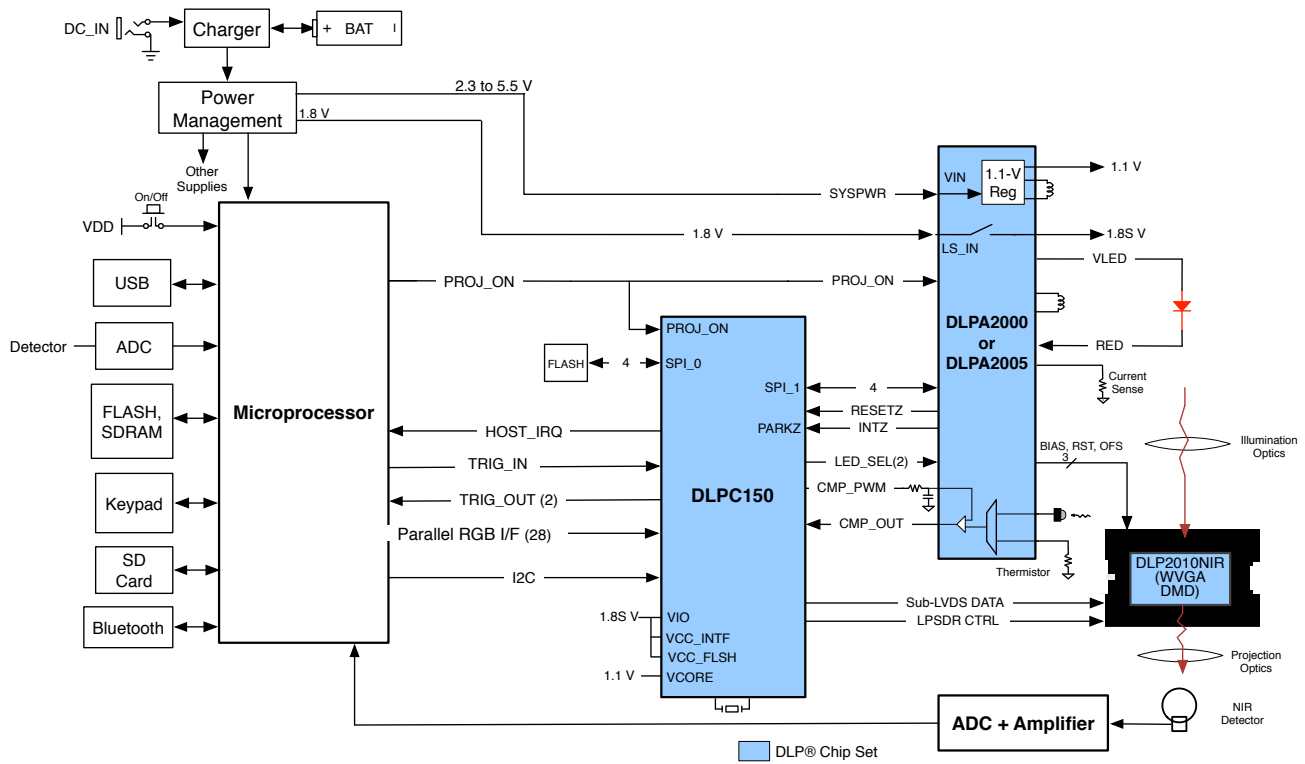 DC_IN
Charger
+ BAT –
Power
Management
2.3 to 5.5 V
1.8 V
Other
Supplies
On/Off
VDD
USB
Detector
ADC
FLASH,
SDRAM
Keypad
SD
Card
Bluetooth
Microprocessor
SYSPWR
1.8 V
PROJ_ON
PROJ_ON
VIN
1.1-V
Reg
1.1 V
LS_IN
1.8S V
VLED
DLPA2000
or
DLPA2005
RED
Current
Sense
PROJ_ON
FLASH
4
SPI_0
SPI_1
4
RESETZ
PARKZ
INTZ
HOST_IRQ
TRIG_IN
TRIG_OUT (2)
Parallel RGB I/F (28)
I2C
DLPC150
LED_SEL(2)
CMP_PWM
CMP_OUT
BIAS, RST, OFS
3
Illumination
Optics
Thermistor
DLP2010NIR
(WVGA
DMD)
Sub-LVDS DATA
LPSDR CTRL
1.8S V
VIO
VCC_INTF
VCC_FLSH
1.1 V
VCORE
Projection
Optics
ADC + Amplifier
NIR
Detector
DLP® Chip Set